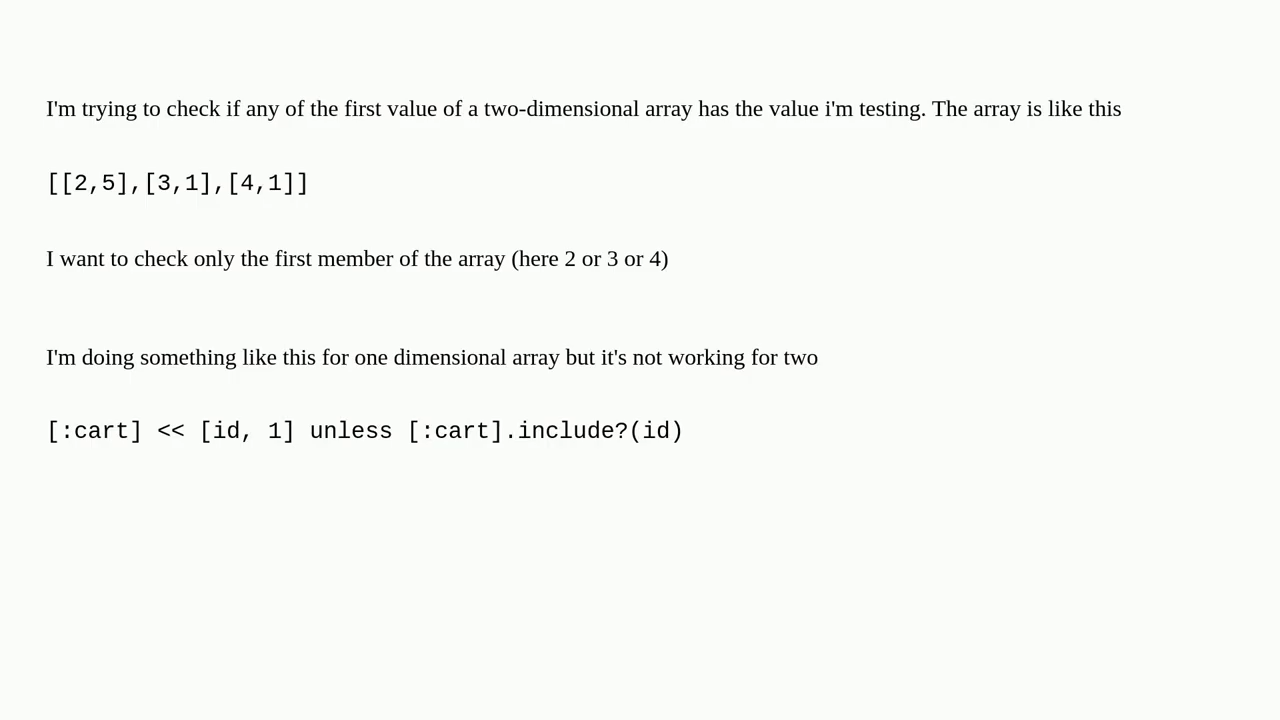 I'm trying to check if any of the first value of a two-dimensional array has the value i'm testing. The array is like this
[[2,5],[3,1],[4,1]]
I want to check only the first member of the array (here 2 or 3 or 4)
I'm doing something like this for one dimensional array but it's not working for two
[:cart] << [id, 1] unless [:cart].include?(id)